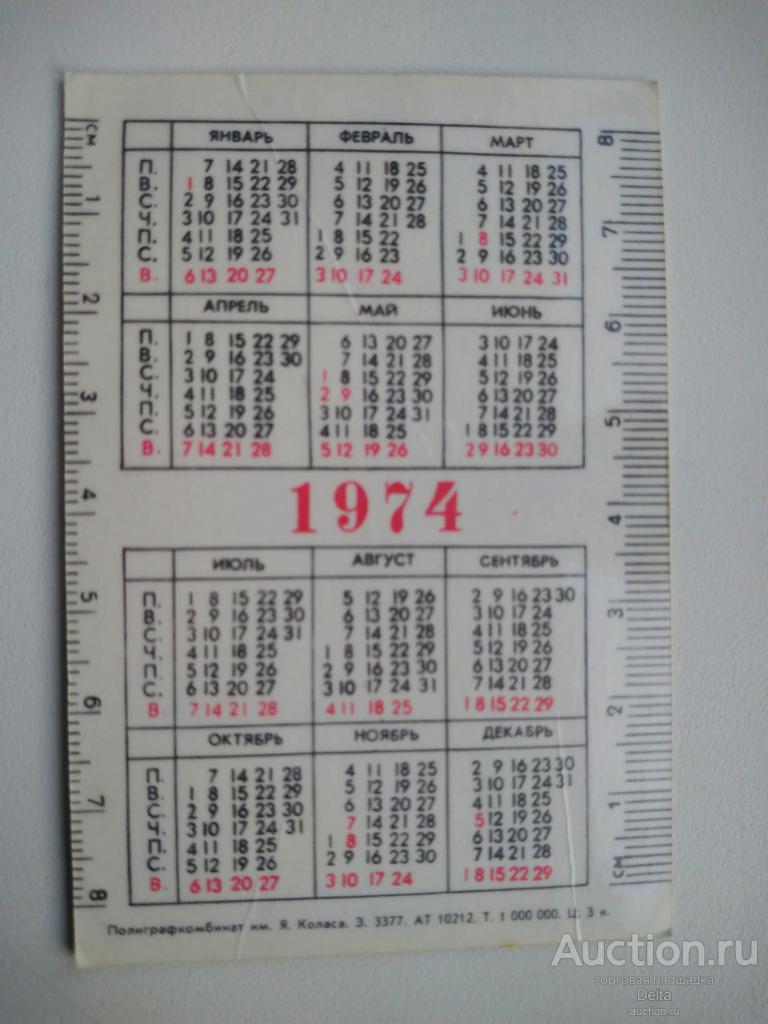 см 1 2 3 4 5 6 7 8
8 7 6 5 4 3 2 1 см
ЯНВАРЬ ФЕВРАЛЬ МАРТ
П. 7 14 21 28 4 11 18 25 4 11 18 25
В. 1 8 15 22 29 5 12 19 26 5 12 19 26
С. 2 9 16 23 30 6 13 20 27 6 13 20 27
Ч. 3 10 17 24 31 7 14 21 28 7 14 21 28
П. 4 11 18 25 1 8 15 22 1 8 15 22 29
С. 5 12 19 26 2 9 16 23 2 9 16 23 30
В. 6 13 20 27 3 10 17 24 3 10 17 24 31
АПРЕЛЬ МАЙ ИЮНЬ
П. 1 8 15 22 29 6 13 20 27 3 10 17 24
В. 2 9 16 23 30 7 14 21 28 4 11 18 25
С. 3 10 17 24 1 8 15 22 29 5 12 19 26
Ч. 4 11 18 25 2 9 16 23 30 6 13 20 27
П. 5 12 19 26 3 10 17 24 31 7 14 21 28
С. 6 13 20 27 4 11 18 25 1 8 15 22 29
В. 7 14 21 28 5 12 19 26 2 9 16 23 30
1974
ИЮЛЬ АВГУСТ СЕНТЯБРЬ
П. 1 8 15 22 29 5 12 19 26 2 9 16 23 30
В. 2 9 16 23 30 6 13 20 27 3 10 17 24
С. 3 10 17 24 31 7 14 21 28 4 11 18 25
Ч. 4 11 18 25 1 8 15 22 29 5 12 19 26
П. 5 12 19 26 2 9 16 23 30 6 13 20 27
С. 6 13 20 27 3 10 17 24 31 7 14 21 28
В. 7 14 21 28 4 11 18 25 1 8 15 22 29
ОКТЯБРЬ НОЯБРЬ ДЕКАБРЬ
П. 7 14 21 28 4 11 18 25 2 9 16 23 30
В. 1 8 15 22 29 5 12 19 26 3 10 17 24 31
С. 2 9 16 23 30 6 13 20 27 4 11 18 25
Ч. 3 10 17 24 31 7 14 21 28 5 12 19 26
П. 4 11 18 25 1 8 15 22 29 6 13 20 27
С. 5 12 19 26 2 9 16 23 30 7 14 21 28
В. 6 13 20 27 3 10 17 24 1 8 15 22 29
Полиграфкомбинат им. Я. Коласа. З. 3377. АТ 10212. Т. 1 000 000. Ц. 3 к.
Auction.ru
торговая площадка
Delta
auction.ru